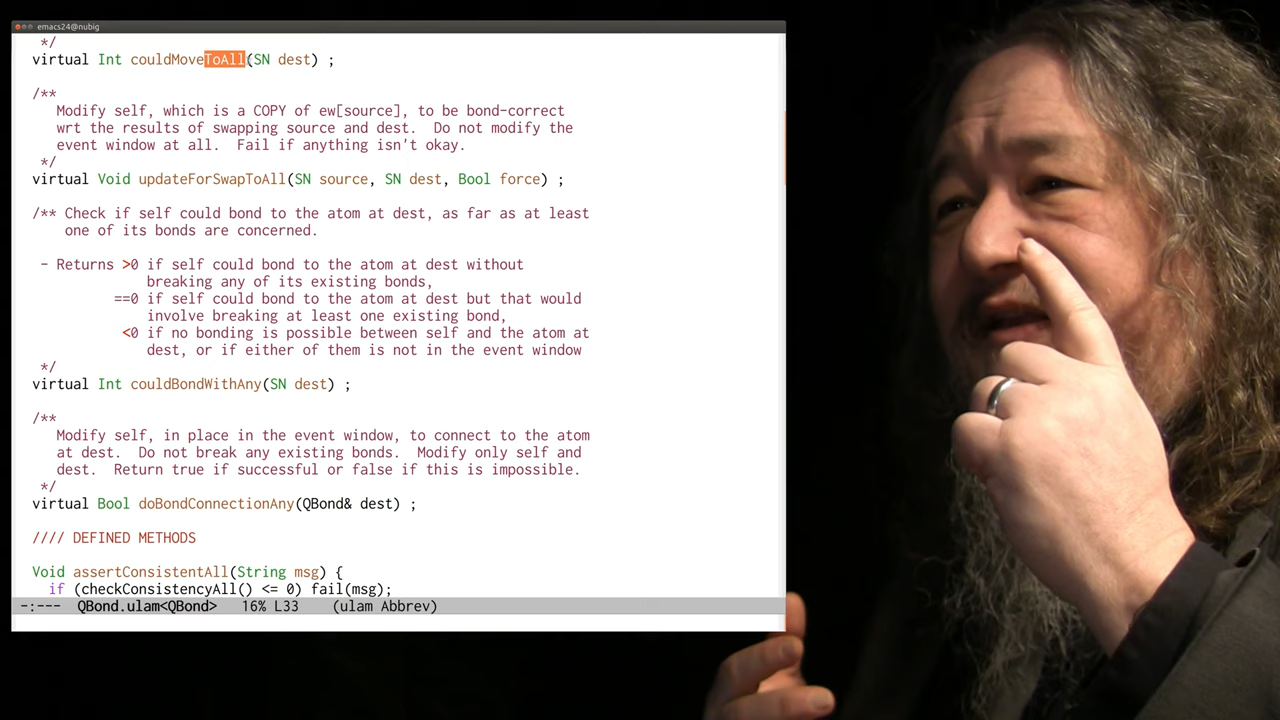 emacs24@nubig
*/
virtual Int couldMoveToAll(SN dest) ;
/**
Modify self, which is a COPY of ew[source], to be bond-correct
wrt the results of swapping source and dest.  Do not modify the
event window at all.  Fail if anything isn't okay.
*/
virtual Void updateForSwapToAll(SN source, SN dest, Bool force) ;
/** Check if self could bond to the atom at dest, as far as at least
one of its bonds are concerned.
- Returns >0 if self could bond to the atom at dest without
breaking any of its existing bonds,
==0 if self could bond to the atom at dest but that would
involve breaking at least one existing bond,
<0 if no bonding is possible between self and the atom at
dest, or if either of them is not in the event window
*/
virtual Int couldBondWithAny(SN dest) ;
/**
Modify self, in place in the event window, to connect to the atom
at dest.  Do not break any existing bonds.  Modify only self and
dest.  Return true if successful or false if this is impossible.
*/
virtual Bool doBondConnectionAny(QBond& dest) ;
//// DEFINED METHODS
Void assertConsistentAll(String msg) {
if (checkConsistencyAll() <= 0) fail(msg);
-:--- QBond.ulam<QBond> 16% L33 (ulam Abbrev)